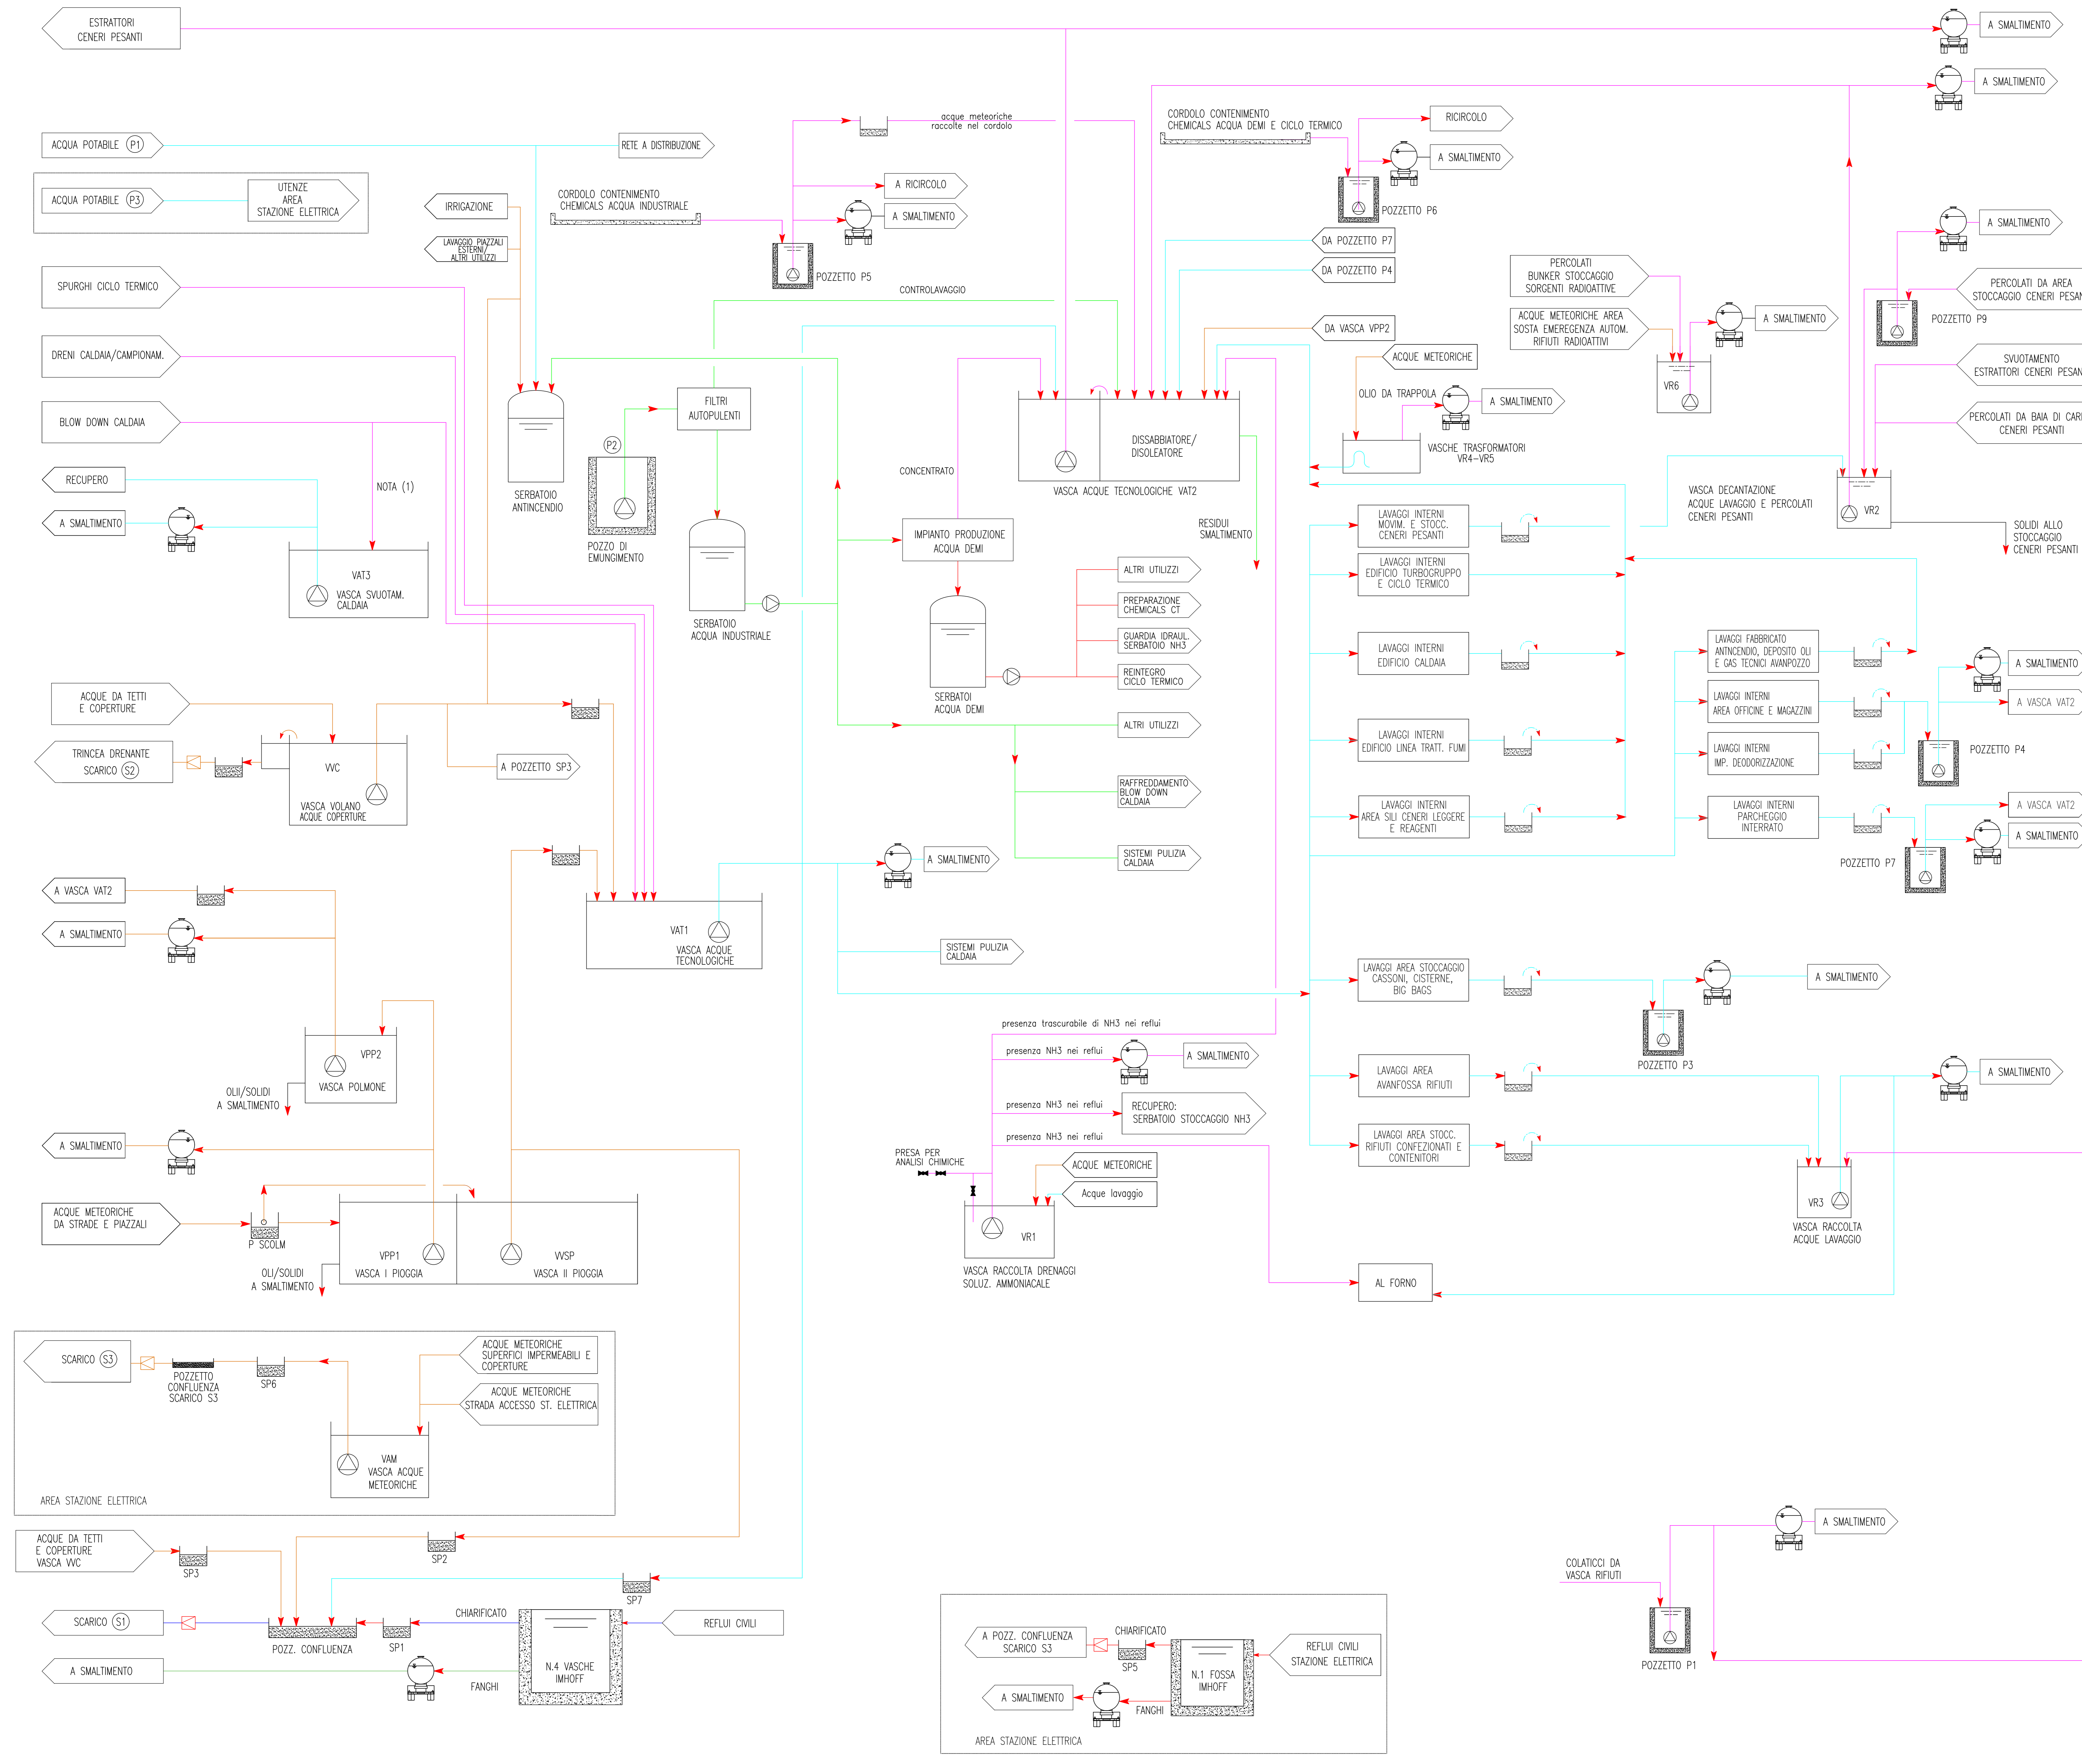 ESTRATTORI
CENERI PESANTI
A SMALTIMENTO
A SMALTIMENTO
ACQUA POTABILE P1
RETE A DISTRIBUZIONE
acque meteoriche
raccolte nel cordolo
CORDOLO CONTENIMENTO
CHEMICALS ACQUA DEMI E CICLO TERMICO
RICIRCOLO
A SMALTIMENTO
POZZETTO P6
ACQUA POTABILE P3
UTENZE
AREA
STAZIONE ELETTRICA
IRRIGAZIONE
LAVAGGIO PIAZZALI
ESTERNI/
ALTRI UTILIZZI
CORDOLO CONTENIMENTO
CHEMICALS ACQUA INDUSTRIALE
A RICIRCOLO
A SMALTIMENTO
POZZETTO P5
DA POZZETTO P7
DA POZZETTO P4
A SMALTIMENTO
PERCOLATI
BUNKER STOCCAGGIO
SORGENTI RADIOATTIVE
ACQUE METEORICHE AREA
SOSTA EMEREGENZA AUTOM.
RIFIUTI RADIOATTIVI
A SMALTIMENTO
VR6
PERCOLATI DA AREA
STOCCAGGIO CENERI PESAN
POZZETTO P9
SVUOTAMENTO
ESTRATTORI CENERI PESAN
PERCOLATI DA BAIA DI CARI
CENERI PESANTI
SPURGHI CICLO TERMICO
CONTROLAVAGGIO
DA VASCA VPP2
ACQUE METEORICHE
DRENI CALDAIA/CAMPIONAM.
BLOW DOWN CALDAIA
FILTRI
AUTOPULENTI
P2
OLIO DA TRAPPOLA
A SMALTIMENTO
VASCHE TRASFORMATORI
VR4-VR5
DISSABBIATORE/
DISOLEATORE
CONCENTRATO
VASCA ACQUE TECNOLOGICHE VAT2
RECUPERO
NOTA (1)
A SMALTIMENTO
SERBATOIO
ANTINCENDIO
POZZO DI
EMUNGIMENTO
IMPIANTO PRODUZIONE
ACQUA DEMI
RESIDUI
SMALTIMENTO
VASCA DECANTAZIONE
ACQUE LAVAGGIO E PERCOLATI
CENERI PESANTI
VR2
SOLIDI ALLO
STOCCAGGIO
CENERI PESANTI
VAT3
VASCA SVUOTAM.
CALDAIA
SERBATOIO
ACQUA INDUSTRIALE
SERBATOI
ACQUA DEMI
ALTRI UTILIZZI
PREPARAZIONE
CHEMICALS CT
GUARDIA IDRAUL.
SERBATOIO NH3
REINTEGRO
CICLO TERMICO
ALTRI UTILIZZI
RAFFREDDAMENTO
BLOW DOWN
CALDAIA
SISTEMI PULIZIA
CALDAIA
LAVAGGI INTERNI
MOVIM. E STOCC.
CENERI PESANTI
LAVAGGI INTERNI
EDIFICIO TURBOGRUPPO
E CICLO TERMICO
LAVAGGI INTERNI
EDIFICIO CALDAIA
LAVAGGI INTERNI
EDIFICIO LINEA TRATT. FUMI
LAVAGGI INTERNI
AREA SILI CENERI LEGGERE
E REAGENTI
LAVAGGI FABBRICATO
ANTNCENDIO, DEPOSITO OLI
E GAS TECNICI AVANPOZZO
LAVAGGI INTERNI
AREA OFFICINE E MAGAZZINI
LAVAGGI INTERNI
IMP. DEODORIZZAZIONE
LAVAGGI INTERNI
PARCHEGGIO
INTERRATO
A SMALTIMENTO
A VASCA VAT2
POZZETTO P4
A VASCA VAT2
A SMALTIMENTO
POZZETTO P7
ACQUE DA TETTI
E COPERTURE
TRINCEA DRENANTE
SCARICO S2
VVC
VASCA VOLANO
ACQUE COPERTURE
A POZZETTO SP3
A VASCA VAT2
A SMALTIMENTO
A SMALTIMENTO
VAT1
VASCA ACQUE
TECNOLOGICHE
SISTEMI PULIZIA
CALDAIA
LAVAGGI AREA STOCCAGGIO
CASSONI, CISTERNE,
BIG BAGS
A SMALTIMENTO
POZZETTO P3
VPP2
VASCA POLMONE
OLII/SOLIDI
A SMALTIMENTO
presenza trascurabile di NH3 nei reflui
presenza NH3 nei reflui
A SMALTIMENTO
presenza NH3 nei reflui
RECUPERO:
SERBATOIO STOCCAGGIO NH3
presenza NH3 nei reflui
PRESA PER
ANALISI CHIMICHE
ACQUE METEORICHE
Acque lavaggio
VR1
VASCA RACCOLTA DRENAGGI
SOLUZ. AMMONIACALE
LAVAGGI AREA
AVANFOSSA RIFIUTI
LAVAGGI AREA STOCC.
RIFIUTI CONFEZIONATI E
CONTENITORI
A SMALTIMENTO
VR3
VASCA RACCOLTA
ACQUE LAVAGGIO
AL FORNO
A SMALTIMENTO
ACQUE METEORICHE
DA STRADE E PIAZZALI
P SCOLM
VPP1
VASCA I PIOGGIA
VVSP
VASCA II PIOGGIA
OLI/SOLIDI
A SMALTIMENTO
SCARICO S3
POZZETTO
CONFLUENZA
SCARICO S3
SP6
ACQUE METEORICHE
SUPERFICI IMPERMEABILI E
COPERTURE
ACQUE METEORICHE
STRADA ACCESSO ST. ELETTRICA
VAM
VASCA ACQUE
METEORICHE
AREA STAZIONE ELETTRICA
ACQUE DA TETTI
E COPERTURE
VASCA VVC
SP3
SP2
SP7
SCARICO S1
POZZ. CONFLUENZA
SP1
CHIARIFICATO
REFLUI CIVILI
N.4 VASCHE
IMHOFF
A SMALTIMENTO
FANGHI
A POZZ. CONFLUENZA
SCARICO S3
CHIARIFICATO
SP5
N.1 FOSSA
IMHOFF
REFLUI CIVILI
STAZIONE ELETTRICA
A SMALTIMENTO
FANGHI
AREA STAZIONE ELETTRICA
A SMALTIMENTO
COLATICCI DA
VASCA RIFIUTI
POZZETTO P1